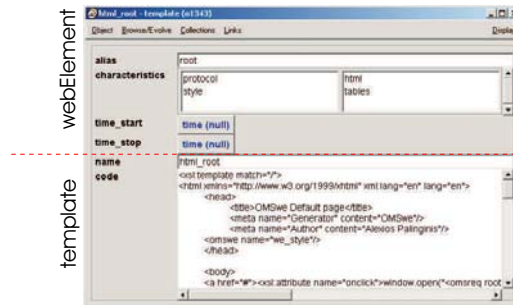 html_root - template (o1343)
Object Browse/Evolve Collections Links Display
webElement
alias root
characteristics protocol html
style tables
time_start time (null)
time_stop time (null)
template
name html_root
code <xsl:template match="/">
<html xmlns="http://www.w3.org/1999/xhtml" xml:lang="en" lang="en">
<head>
<title>OMSwe Default page</title>
<meta name="Generator" content="OMSwe"/>
<meta name="Author" content="Alexios Palinginis"/>
<omswe name="we_style"/>
</head>
<body>
<a href="#"><xsl:attribute name="onclick">window.open("<omsreq root